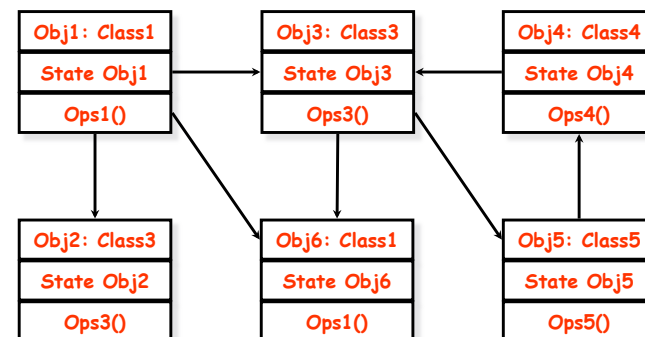 Obj1: Class1
State Obj1
Ops1()
Obj3: Class3
State Obj3
Ops3()
Obj4: Class4
State Obj4
Ops4()
Obj2: Class3
State Obj2
Ops3()
Obj6: Class1
State Obj6
Ops1()
Obj5: Class5
State Obj5
Ops5()